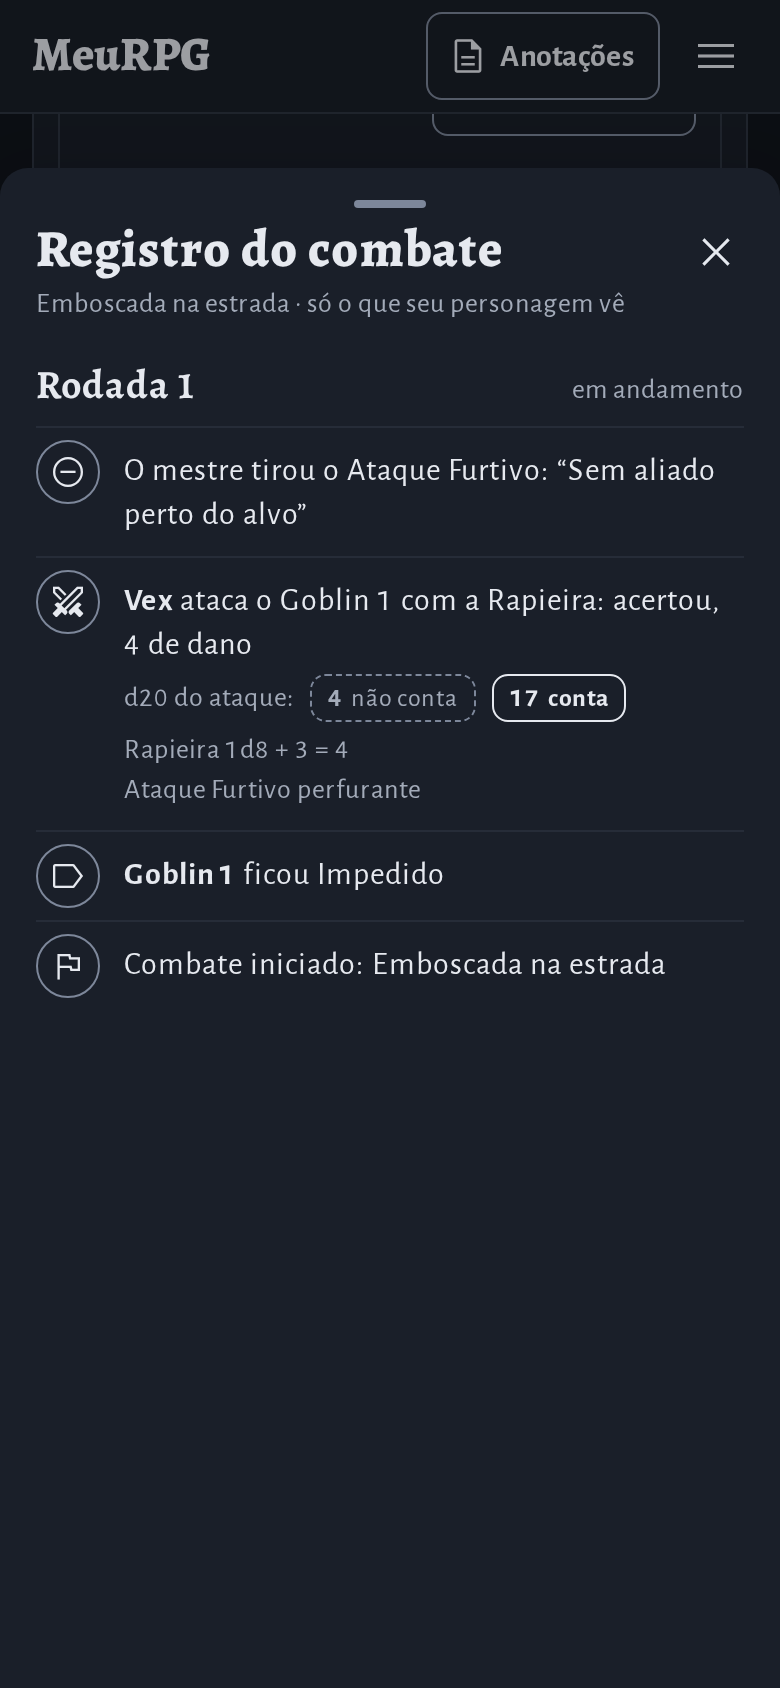 MeuRPG
Anotações
Registro do combate
Emboscada na estrada · só o que seu personagem vê
Rodada 1
em andamento
O mestre tirou o Ataque Furtivo: “Sem aliado
perto do alvo”
Vex ataca o Goblin 1 com a Rapieira: acertou,
4 de dano
d20 do ataque: 4 não conta 17 conta
Rapieira 1d8 + 3 = 4
Ataque Furtivo perfurante
Goblin 1 ficou Impedido
Combate iniciado: Emboscada na estrada